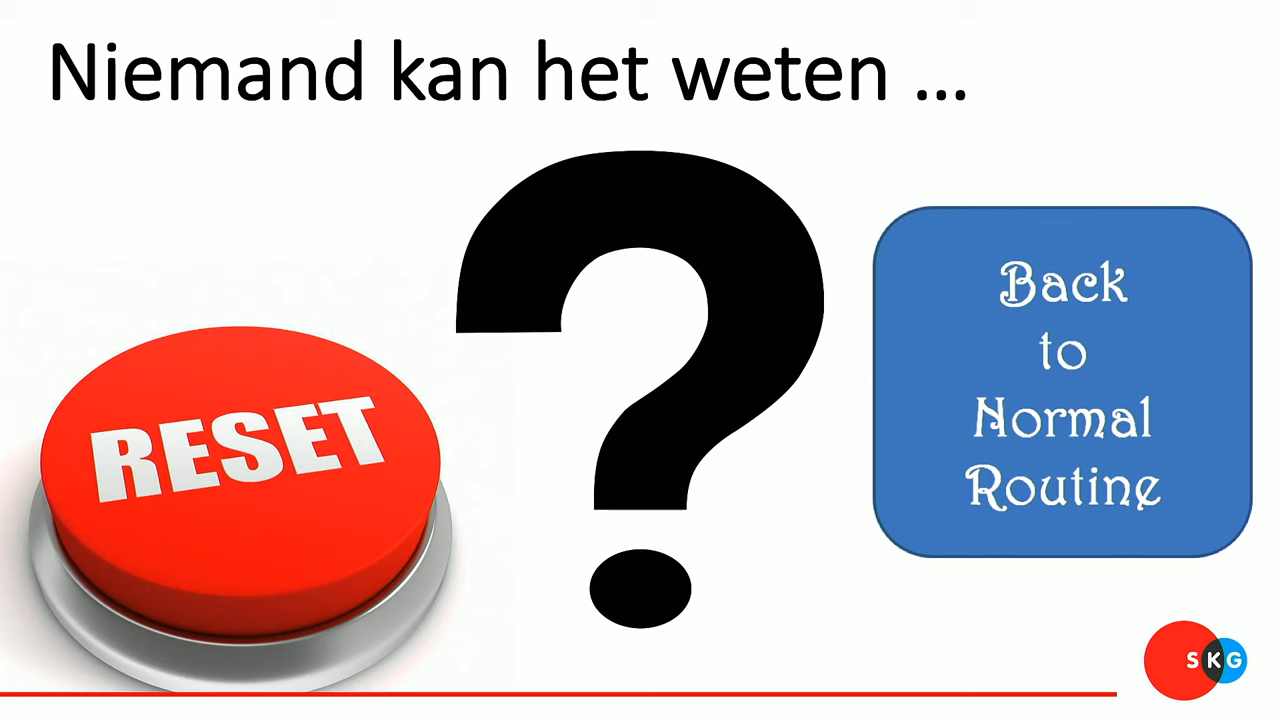 Niemand kan het weten ...
?
RESET
Back
to
Normal
Routine
SKG